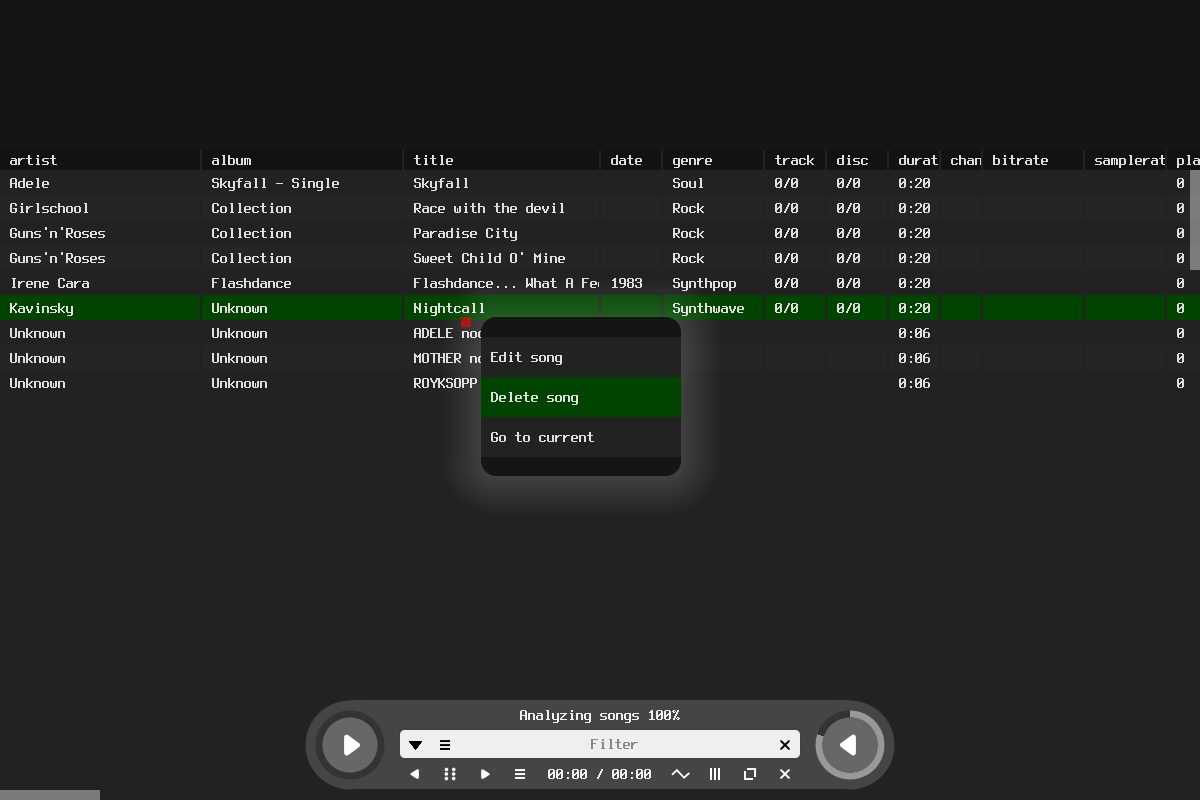 artist album title date genre track disc durat chan bitrate samplerat pla
Adele Skyfall - Single Skyfall Soul 0/0 0/0 0:20 0
Girlschool Collection Race with the devil Rock 0/0 0/0 0:20 0
Guns'n'Roses Collection Paradise City Rock 0/0 0/0 0:20 0
Guns'n'Roses Collection Sweet Child O' Mine Rock 0/0 0/0 0:20 0
Irene Cara Flashdance Flashdance... What A Fe 1983 Synthpop 0/0 0/0 0:20 0
Kavinsky Unknown Nightcall Synthwave 0/0 0/0 0:20 0
Unknown Unknown ADELE 0:06 0
Unknown Unknown MOTHER 0:06 0
Unknown Unknown ROYKSOPP 0:06 0
Edit song
Delete song
Go to current
Analyzing songs 100%
Filter
00:00 / 00:00